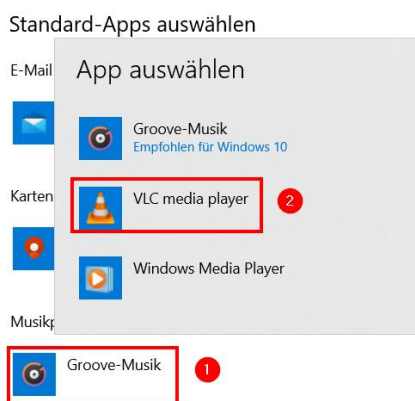 Standard-Apps auswählen
E-Mail
App auswählen
Groove-Musik
Empfohlen für Windows 10
Karten
VLC media player
2
Windows Media Player
Groove-Musik
1